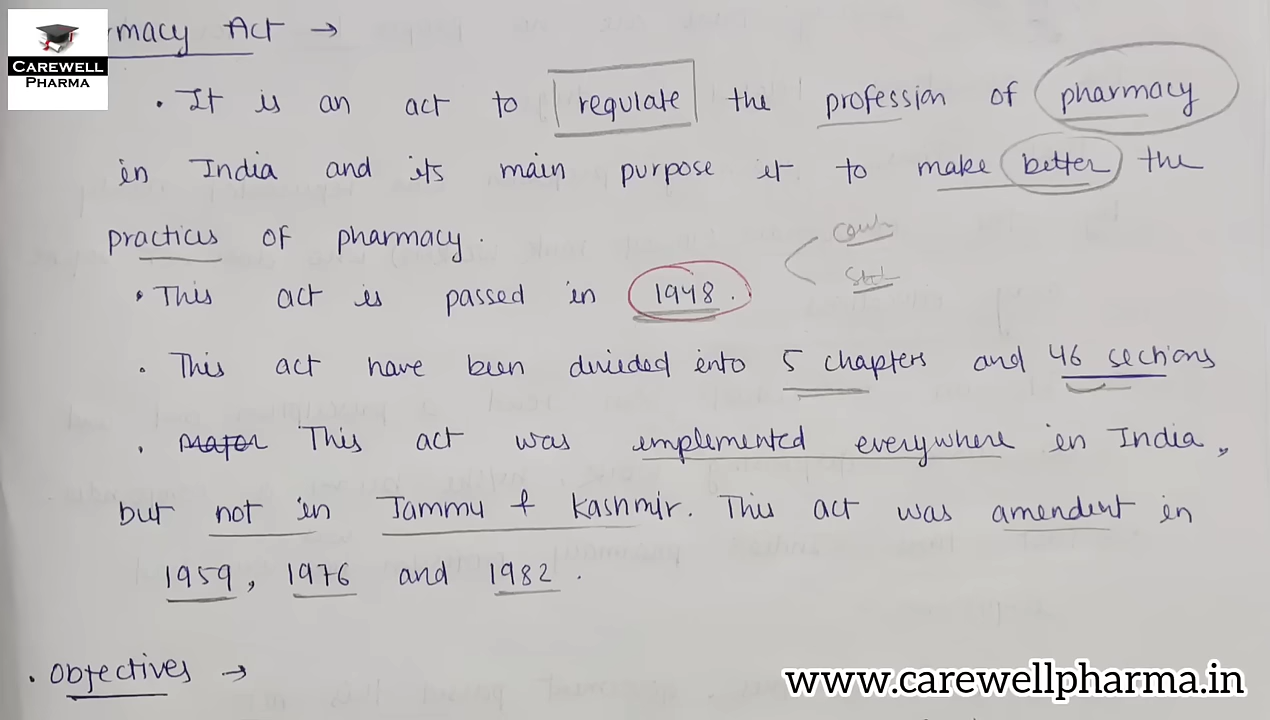 CAREWELL
PHARMA
macy Act →
• It is an act to regulate the profession of pharmacy
in India and its main purpose it to make better the
practices of pharmacy.
• This act is passed in 1948.
• This act have been divided into 5 chapters and 46 sections
• Major This act was implemented everywhere in India,
but not in Jammu & Kashmir. This act was amendent in
1959, 1976 and 1982.
• Objectives →
www.carewellpharma.in